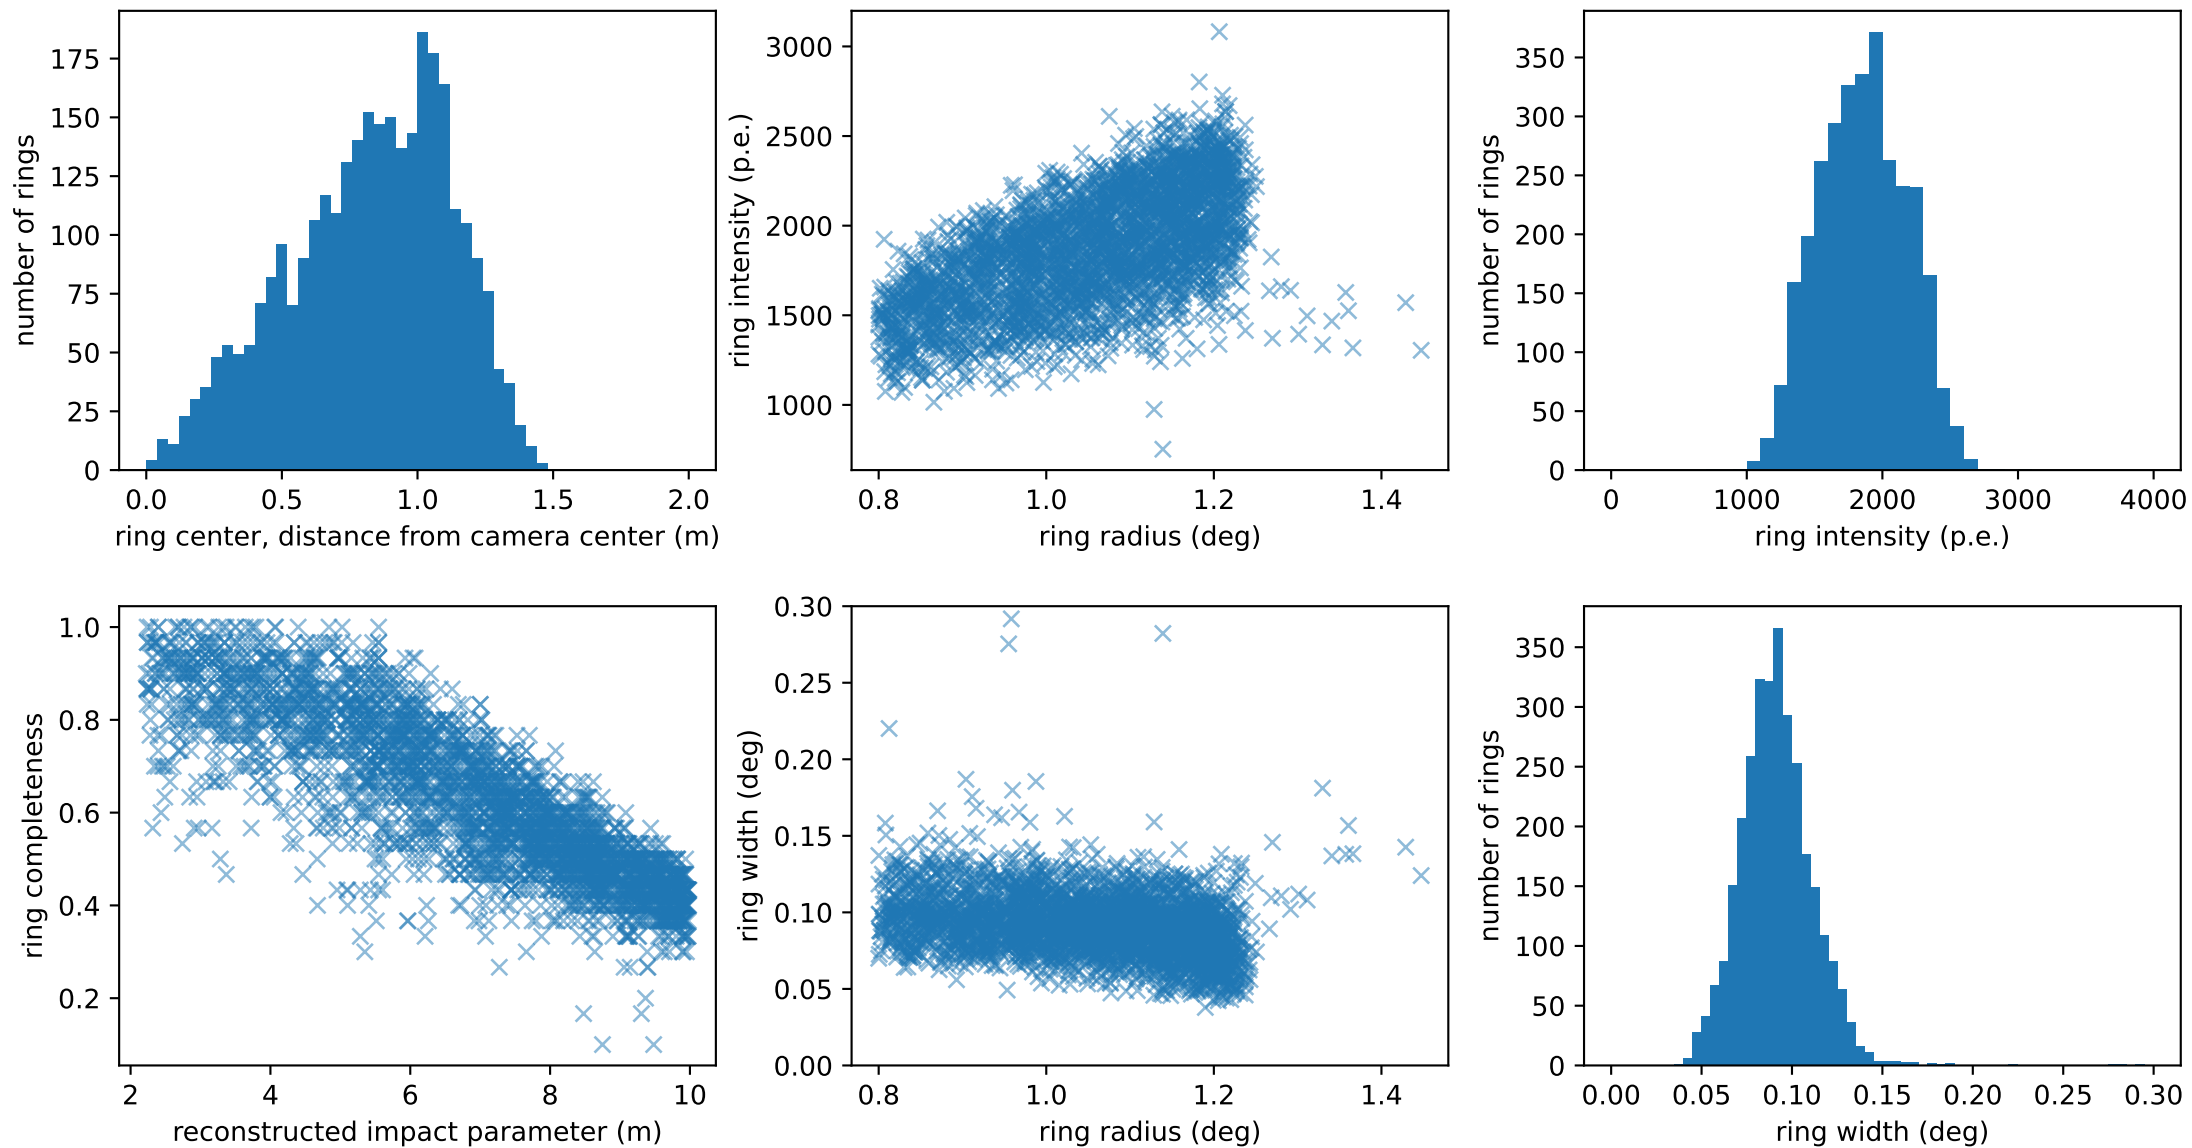 175
150
125
100
75
50
25
0
number of rings
0.0 0.5 1.0 1.5 2.0
ring center, distance from camera center (m)
3000
2500
2000
1500
1000
ring intensity (p.e.)
0.8 1.0 1.2 1.4
ring radius (deg)
350
300
250
200
150
100
50
0
number of rings
0 1000 2000 3000 4000
ring intensity (p.e.)
1.0
0.8
0.6
0.4
0.2
ring completeness
2 4 6 8 10
reconstructed impact parameter (m)
0.30
0.25
0.20
0.15
0.10
0.05
0.00
ring width (deg)
0.8 1.0 1.2 1.4
ring radius (deg)
350
300
250
200
150
100
50
0
number of rings
0.00 0.05 0.10 0.15 0.20 0.25 0.30
ring width (deg)